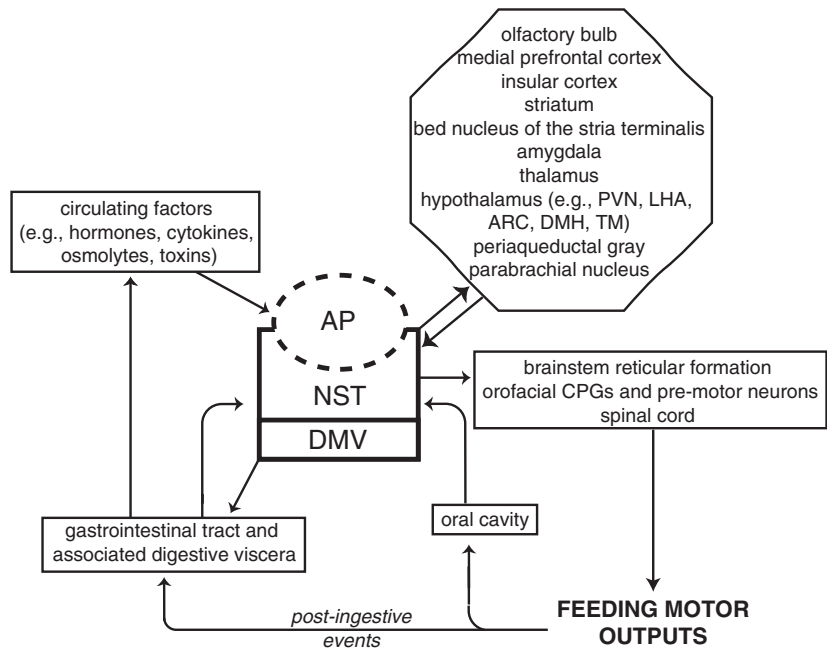 olfactory bulb
medial prefrontal cortex
insular cortex
striatum
bed nucleus of the stria terminalis
amygdala
thalamus
hypothalamus (e.g., PVN, LHA,
ARC, DMH, TM)
periaqueductal gray
parabrachial nucleus
circulating factors
(e.g., hormones, cytokines,
osmolytes, toxins)
AP
NST
DMV
brainstem reticular formation
orofacial CPGs and pre-motor neurons
spinal cord
gastrointestinal tract and
associated digestive viscera
oral cavity
post-ingestive
events
FEEDING MOTOR
OUTPUTS